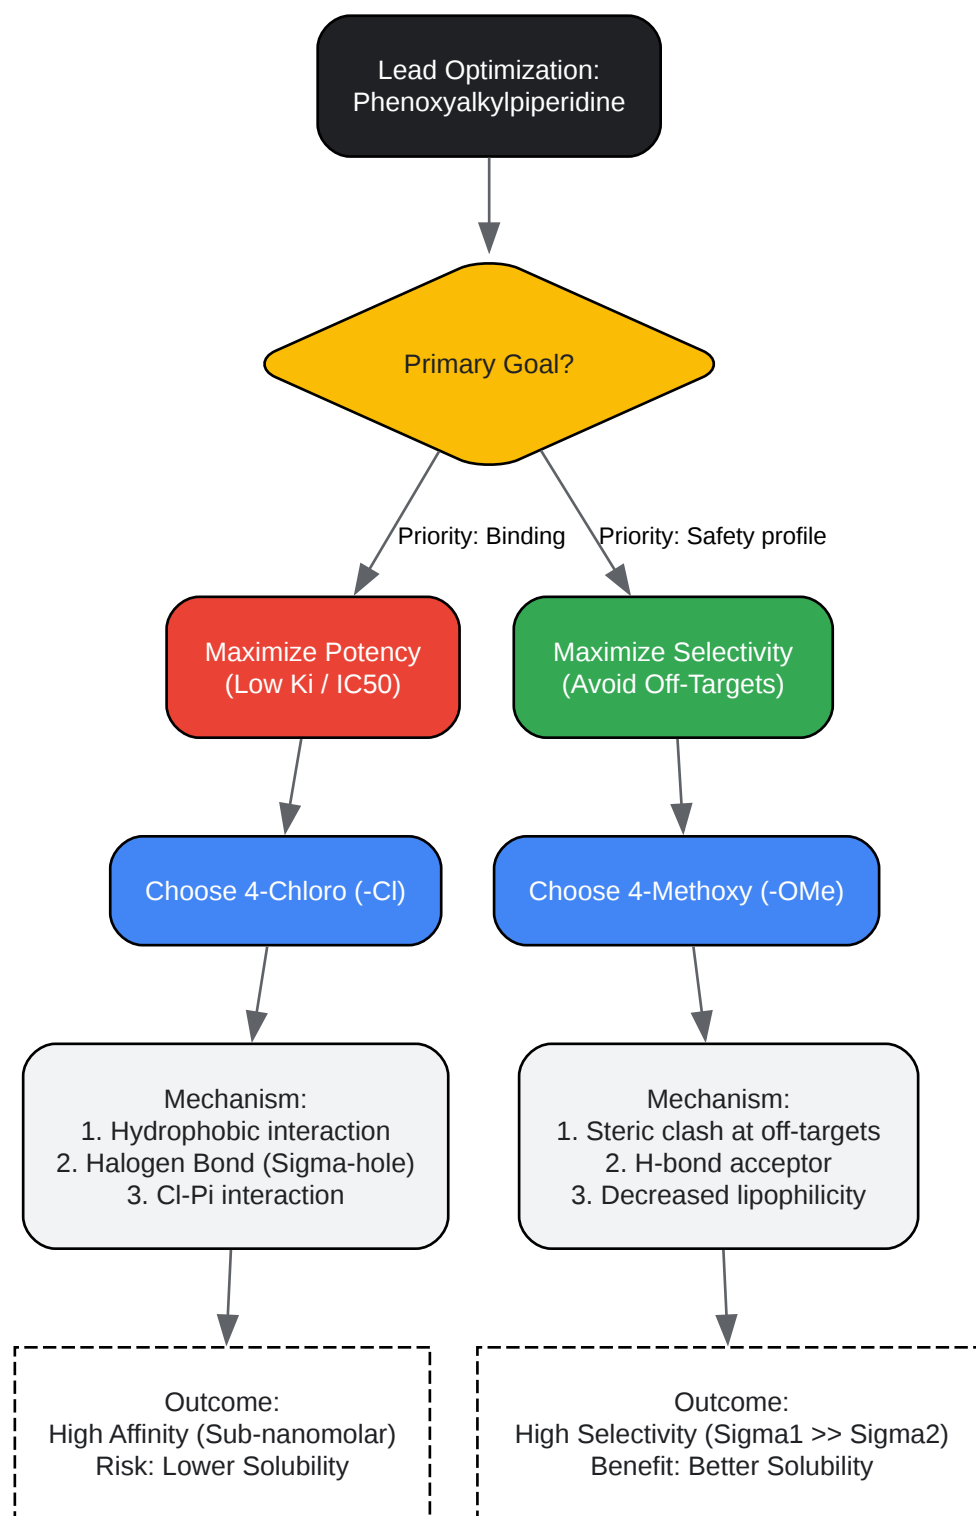 Lead Optimization:
Phenoxyalkylpiperidine
Primary Goal?
Priority: Binding
Priority: Safety profile
Maximize Potency
(Low Ki / IC50)
Maximize Selectivity
(Avoid Off-Targets)
Choose 4-Chloro (-Cl)
Choose 4-Methoxy (-OMe)
Mechanism:
1. Hydrophobic interaction
2. Halogen Bond (Sigma-hole)
3. Cl-Pi interaction
Mechanism:
1. Steric clash at off-targets
2. H-bond acceptor
3. Decreased lipophilicity
Outcome:
High Affinity (Sub-nanomolar)
Risk: Lower Solubility
Outcome:
High Selectivity (Sigma1 >> Sigma2)
Benefit: Better Solubility